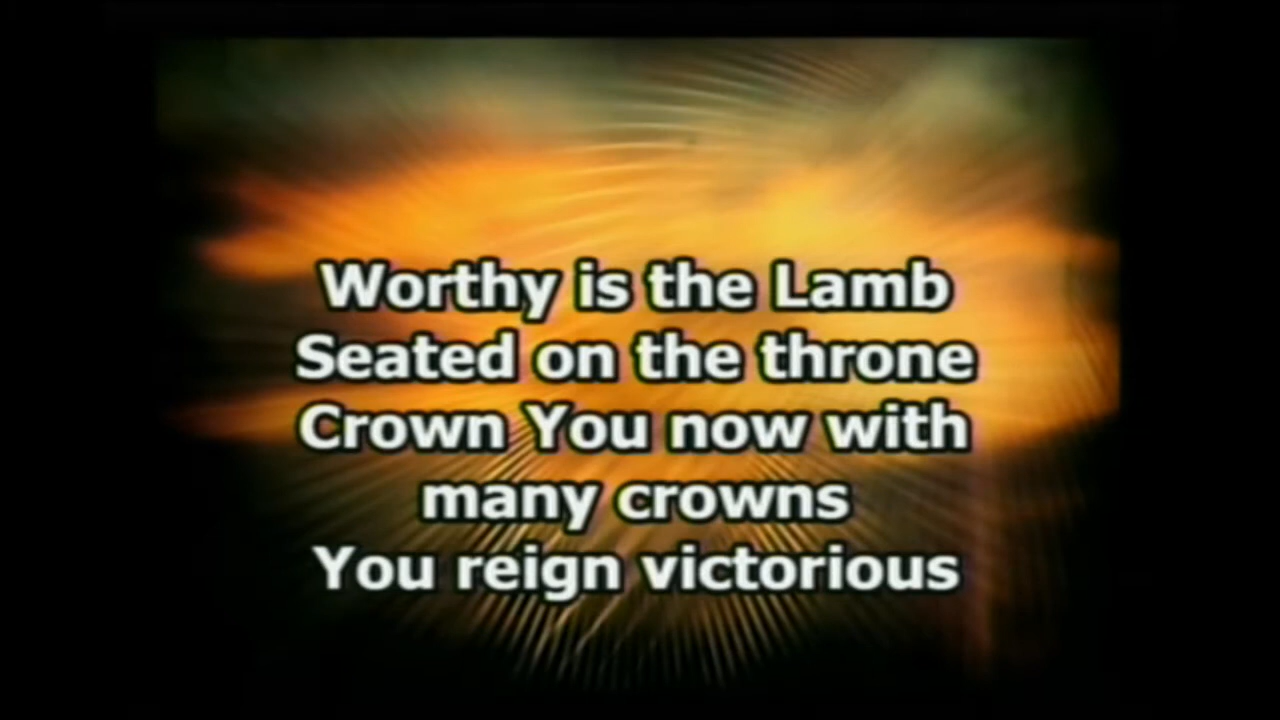 Worthy is the Lamb
Seated on the throne
Crown You now with
many crowns
You reign victorious